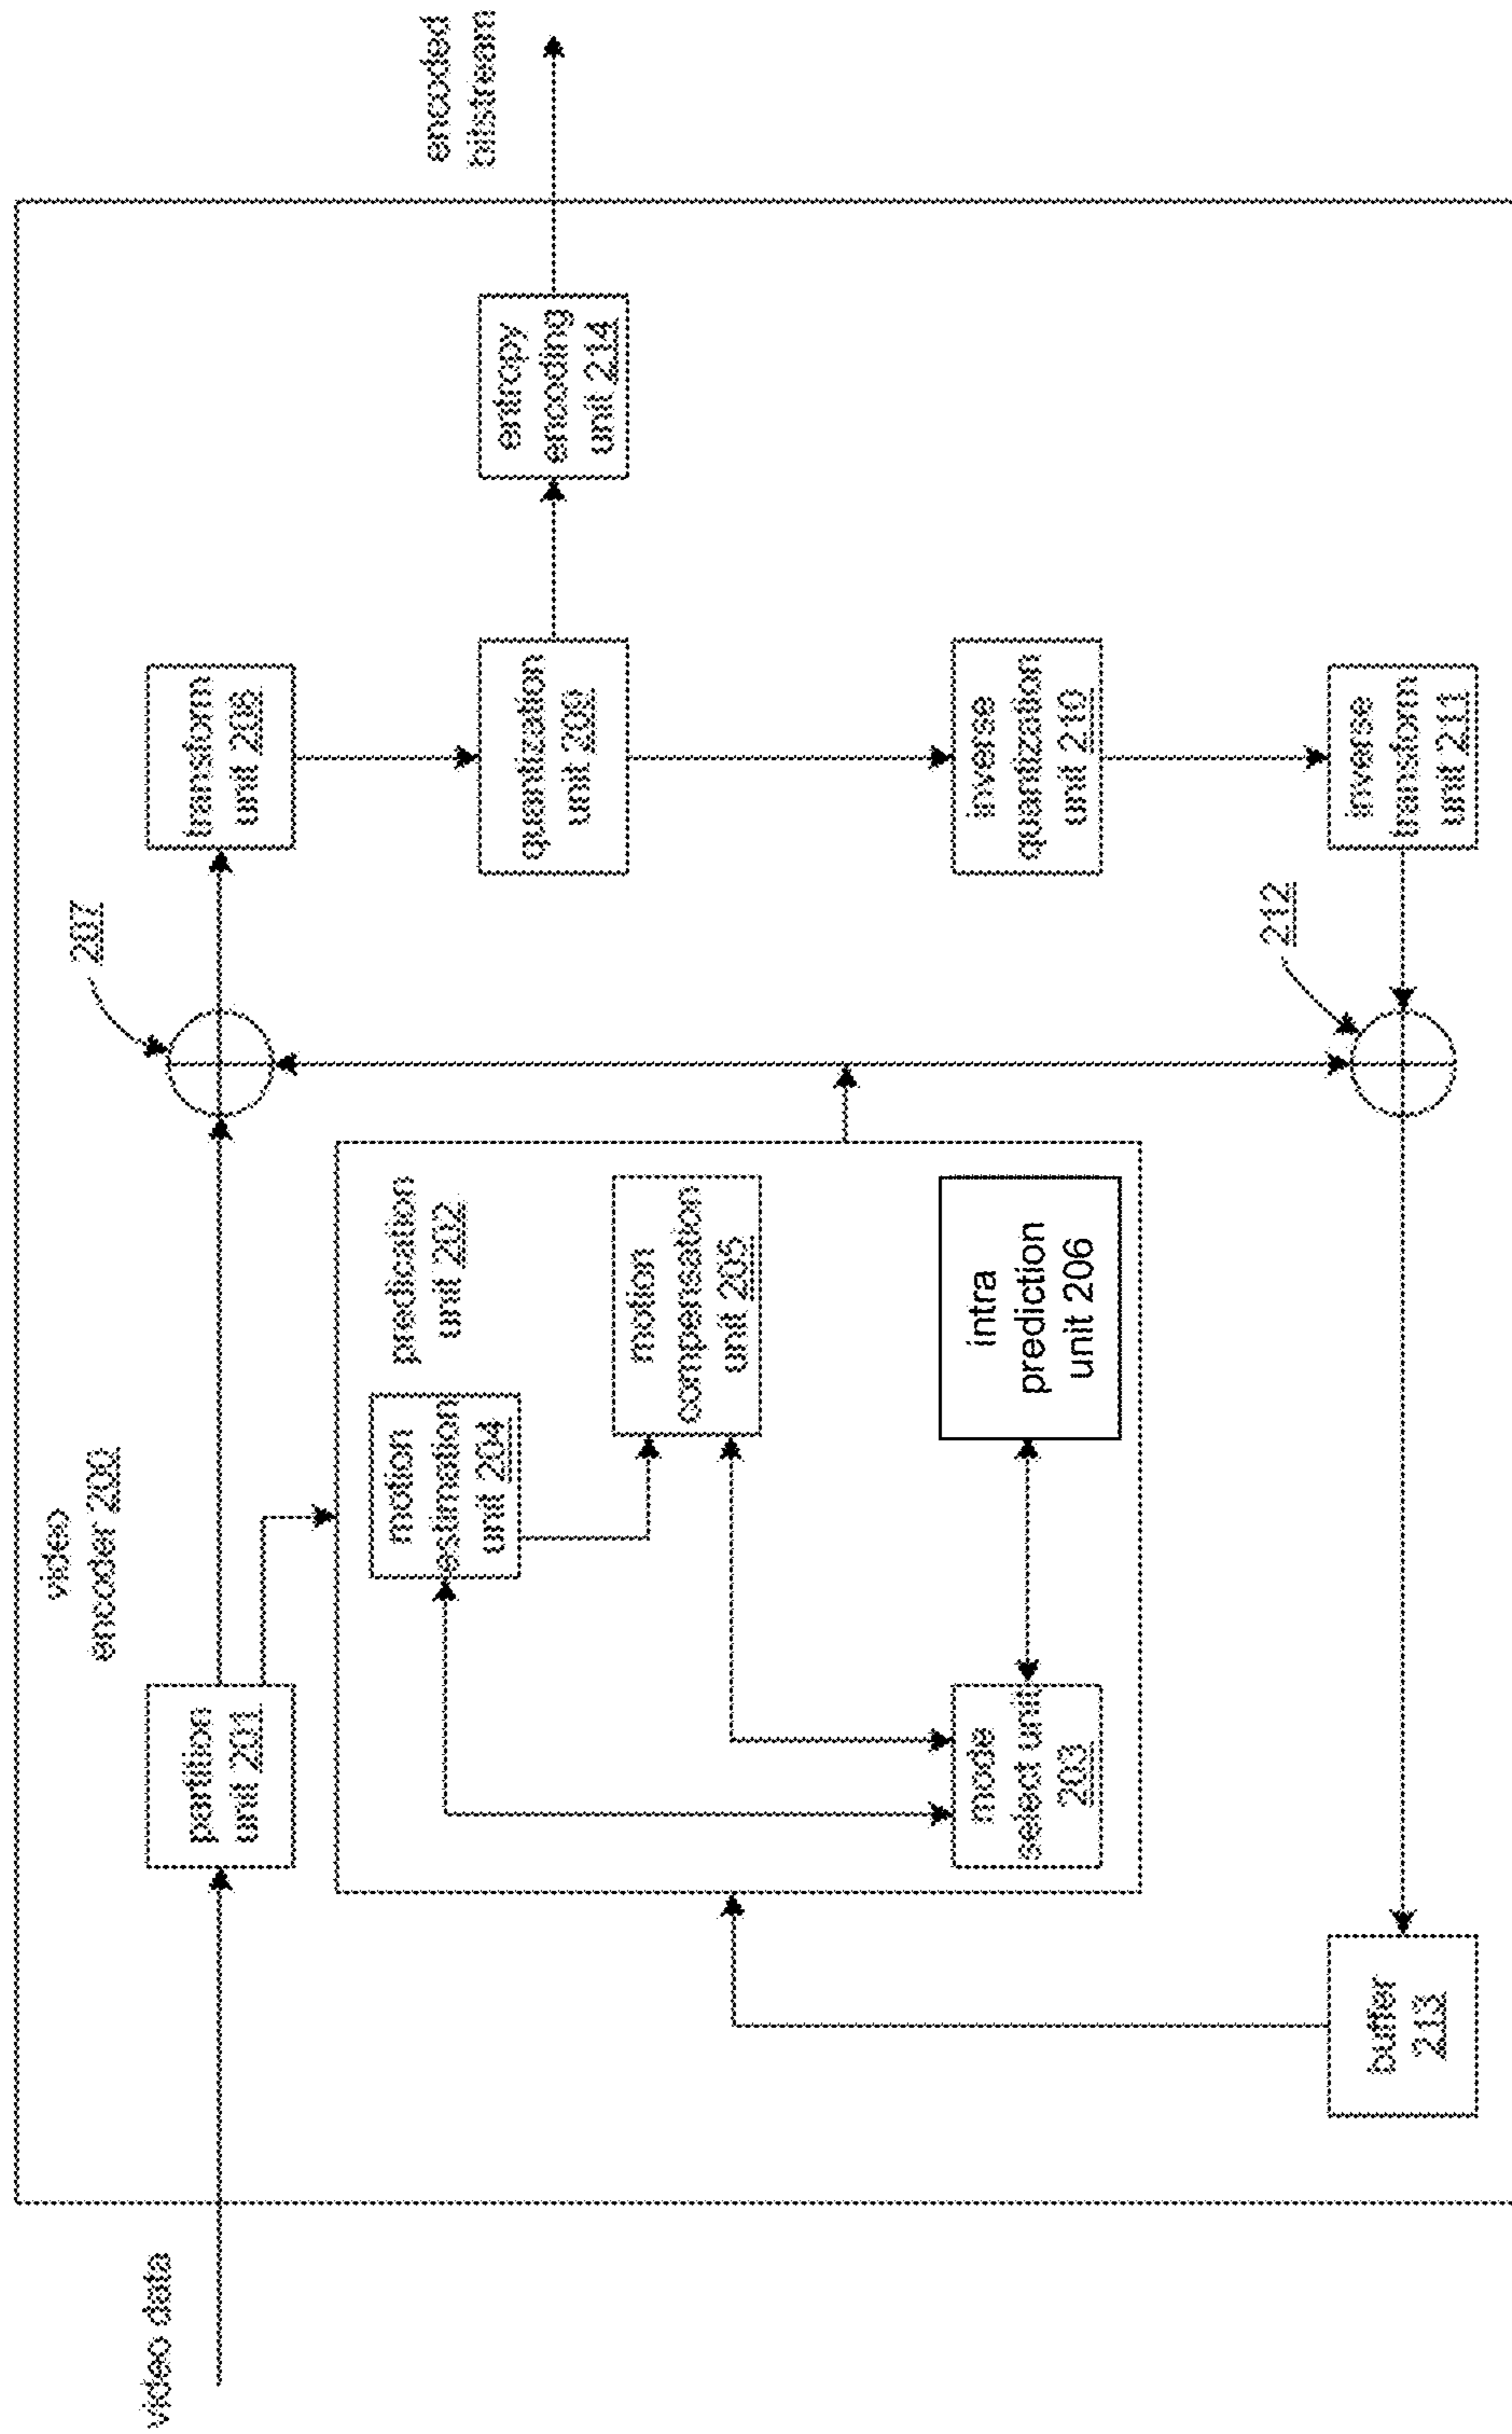 video data
video
encoder 200
partition
unit 201
207
transform
unit 208
predication
unit 202
motion
estimation
unit 204
motion
compensation
unit 205
mode
select unit
203
intra
prediction
unit 206
quantization
unit 209
entropy
encoding
unit 214
encoded
bitstream
inverse
quantization
unit 210
inverse
transform
unit 211
212
buffer
213